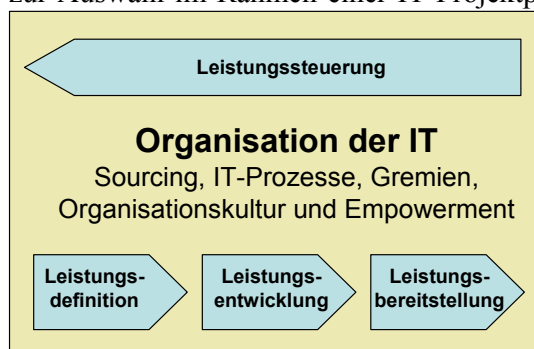 zur Auswahl im Rahmen einer IT-Projektp
Leistungssteuerung
Organisation der IT
Sourcing, IT-Prozesse, Gremien,
Organisationskultur und Empowerment
Leistungs-
definition
Leistungs-
entwicklung
Leistungs-
bereitstellung